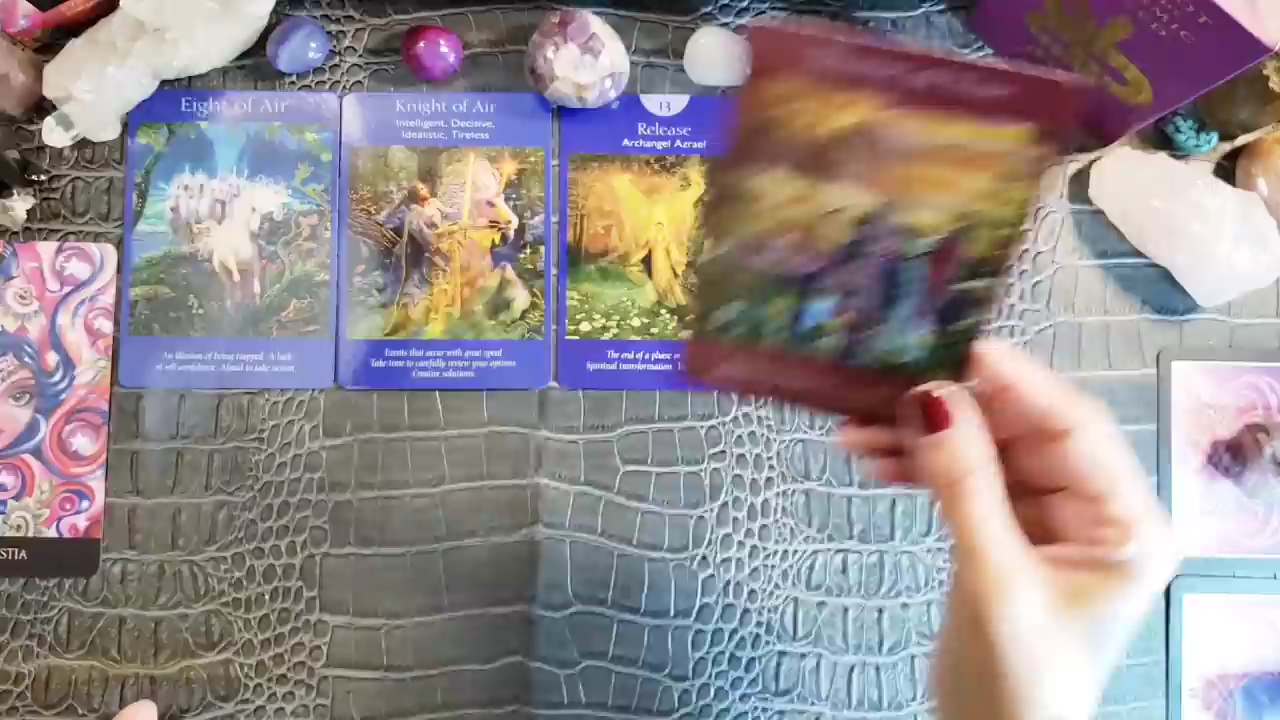 Eight of Air
An illusion of being trapped. A lack
of self confidence. Afraid to take action.
Knight of Air
Intelligent, Decisive,
Idealistic, Tireless
Events that occur with great speed
Take time to carefully review your options
Creative solutions.
13
Release
Archangel Azrael
The end of a phase
Spiritual transformation
STIA